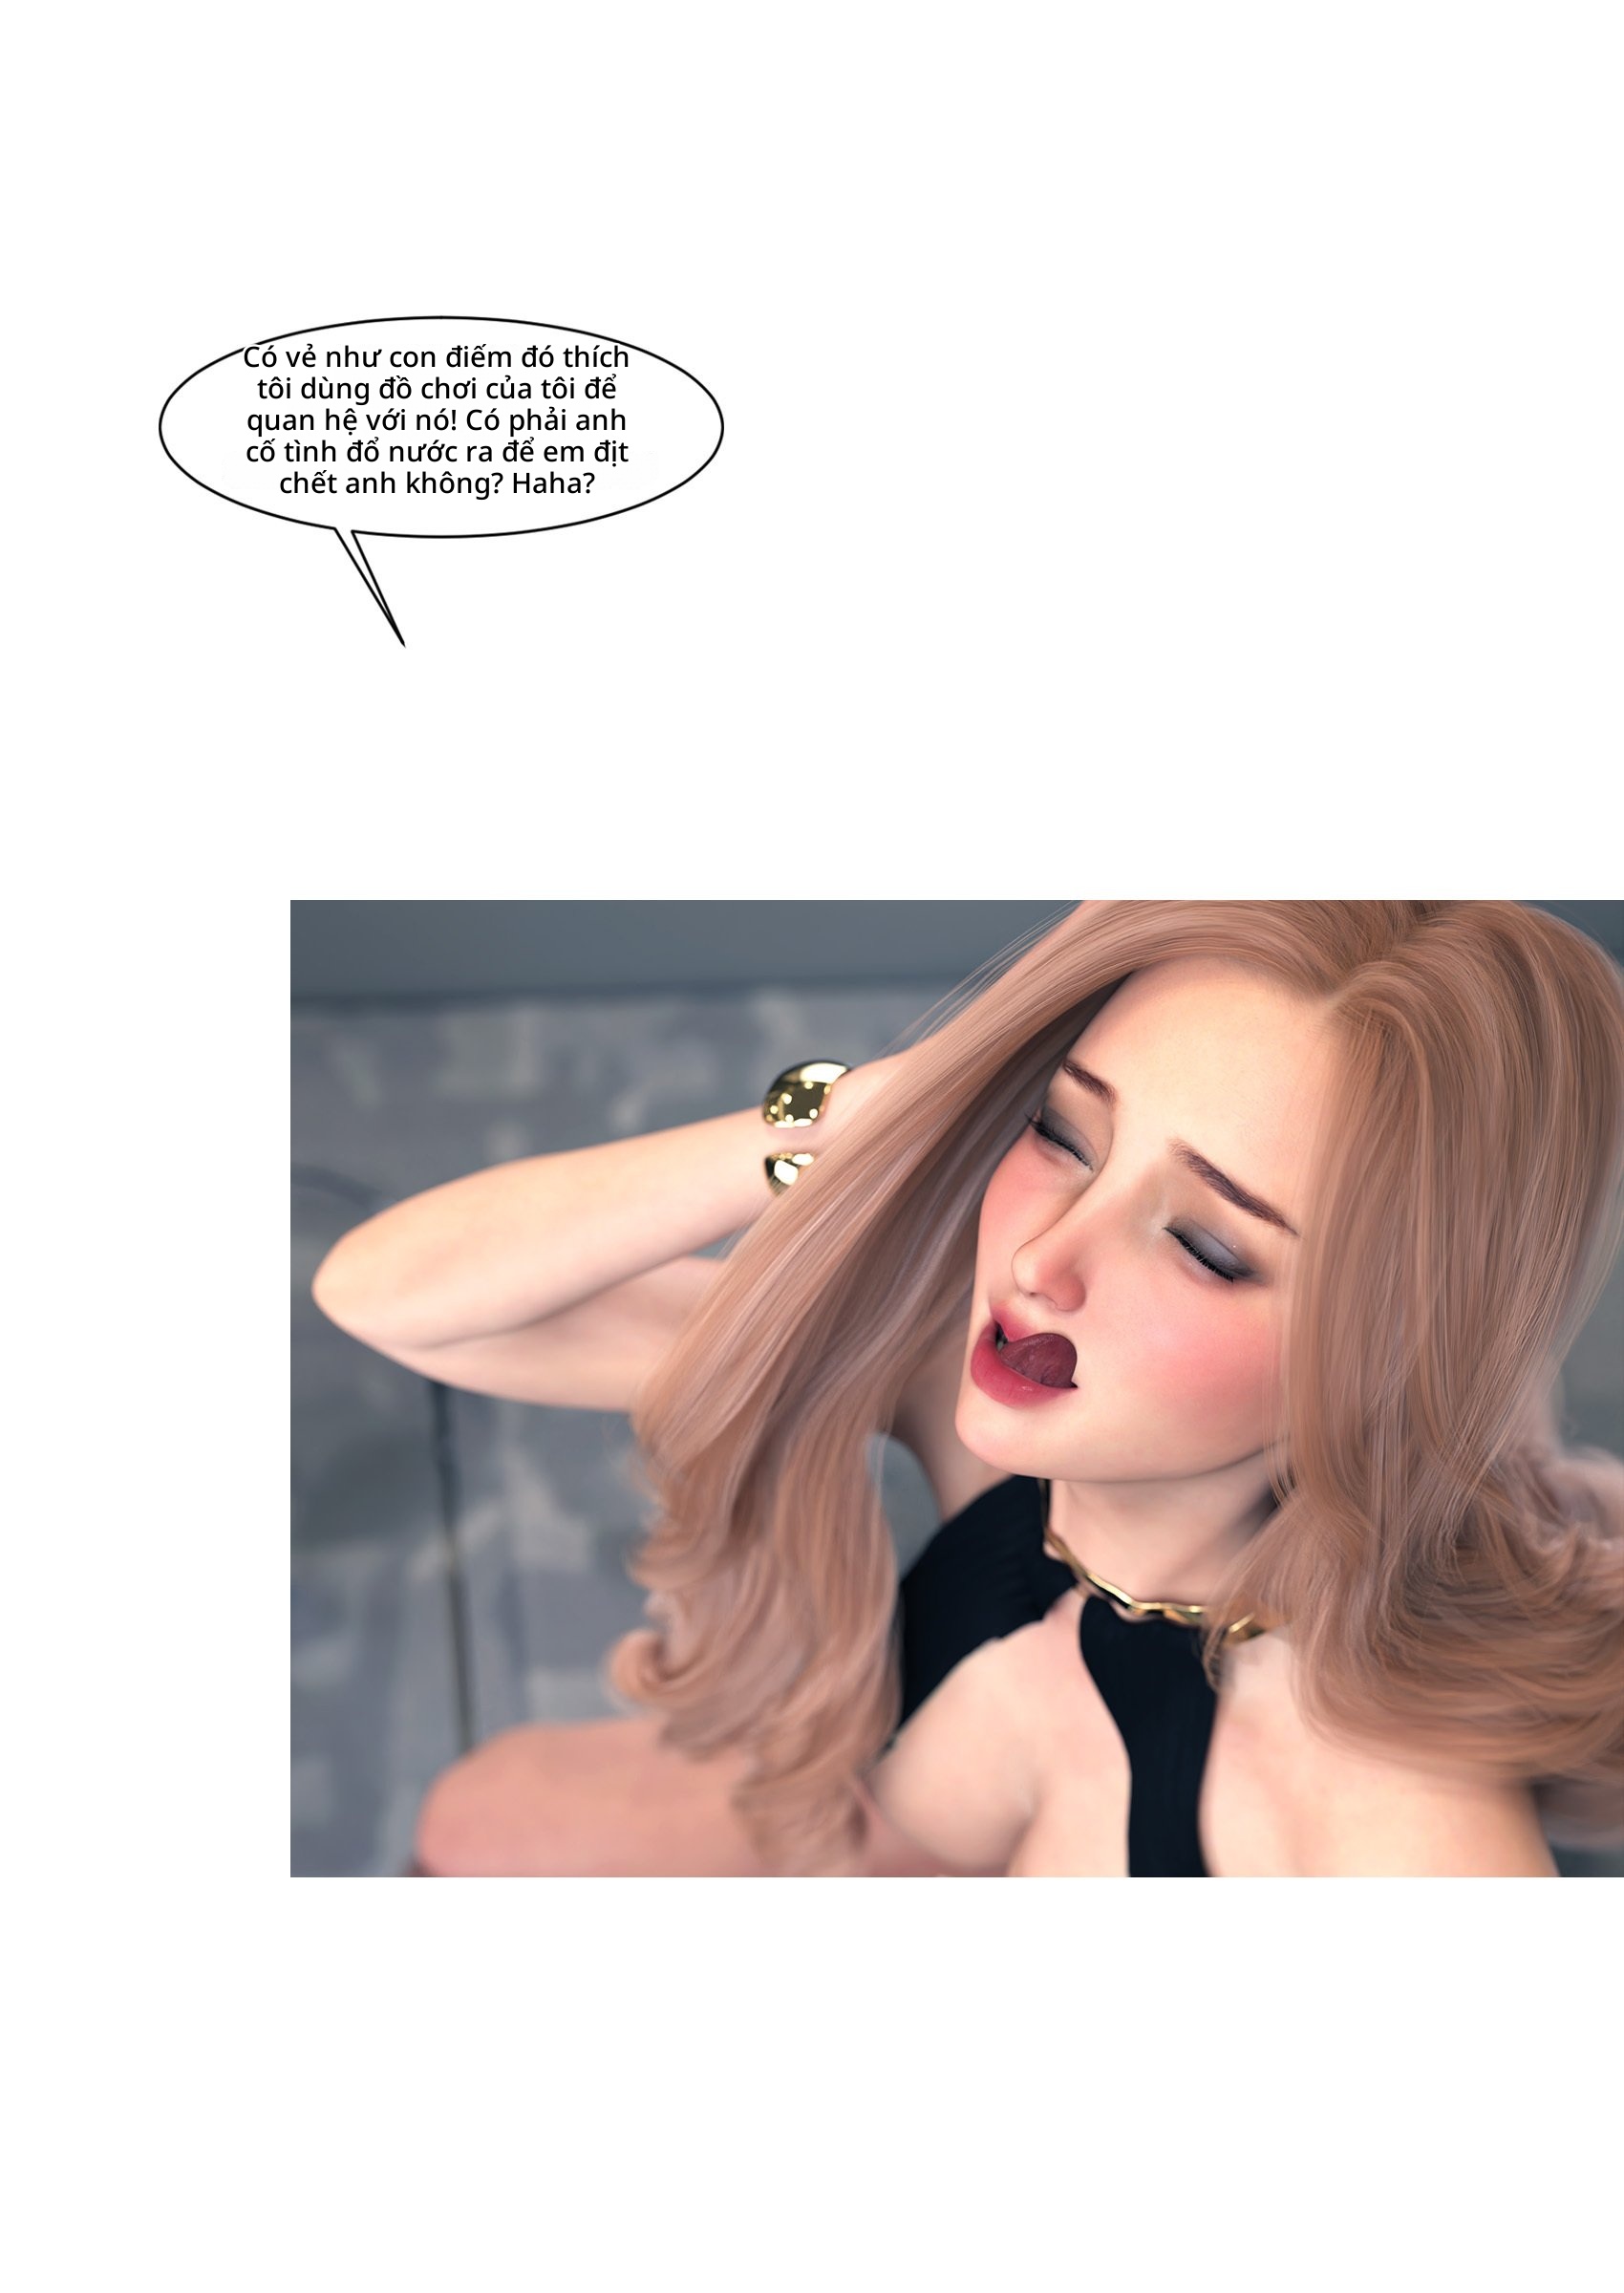 Có vẻ như con điếm đó thích
tôi dùng đồ chơi của tôi để
quan hệ với nó! Có phải anh
cố tình đổ nước ra để em địt
chết anh không? Haha?